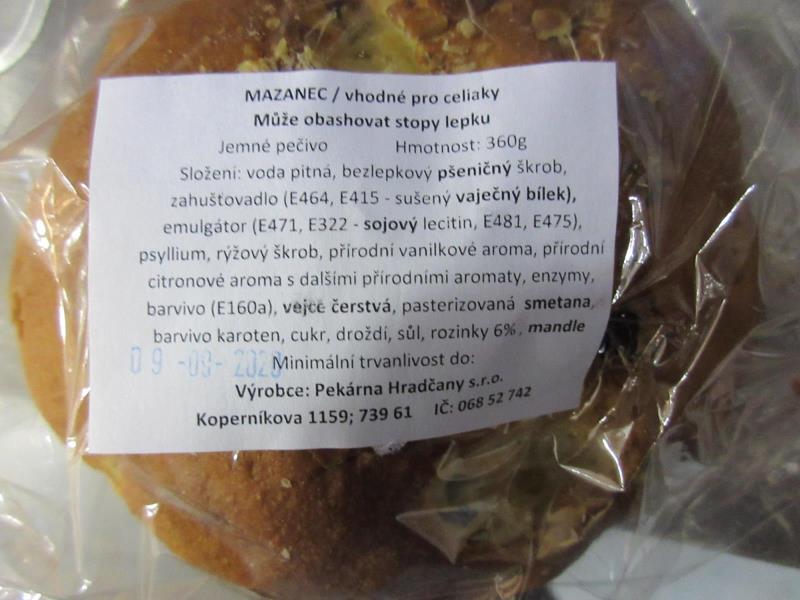 MAZANEC / vhodné pro celiaky
Může obashovat stopy lepku
Jemné pečivo Hmotnost: 360g
Složení: voda pitná, bezlepkový pšeničný škrob,
zahušťovadlo (E464, E415 - sušený vaječný bílek),
emulgátor (E471, E322 - sojový lecitin, E481, E475),
psyllium, rýžový škrob, přírodní vanilkové aroma, přírodní
citronové aroma s dalšími přírodními aromaty, enzymy,
barvivo (E160a), vejce čerstvá, pasterizovaná smetana,
barvivo karoten, cukr, droždí, sůl, rozinky 6%, mandle
Minimální trvanlivost do:
Výrobce: Pekárna Hradčany s.r.o.
Koperníkova 1159; 739 61 IČ: 068 52 742